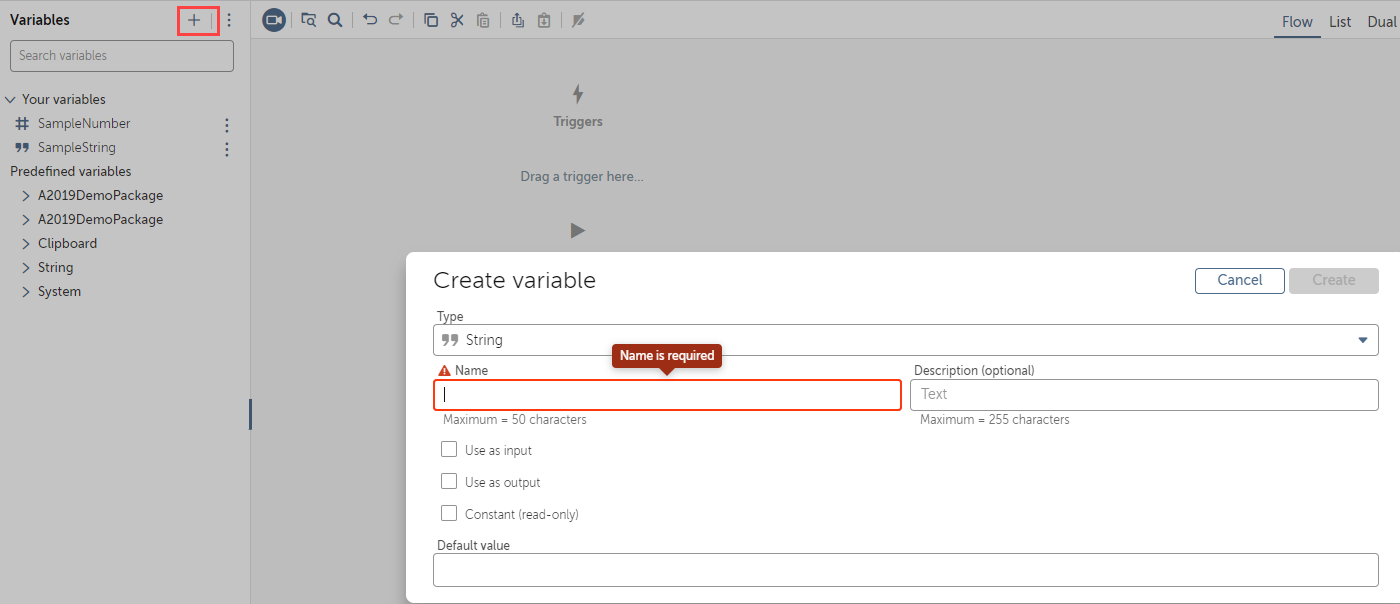 Variables
Flow List Dual
Search variables
Your variables
SampleNumber
SampleString
Predefined variables
A2019DemoPackage
A2019DemoPackage
Clipboard
String
System
Triggers
Drag a trigger here...
Create variable
Cancel Create
Type
String
Name is required
Name
Description (optional)
Text
Maximum = 50 characters
Maximum = 255 characters
Use as input
Use as output
Constant (read-only)
Default value